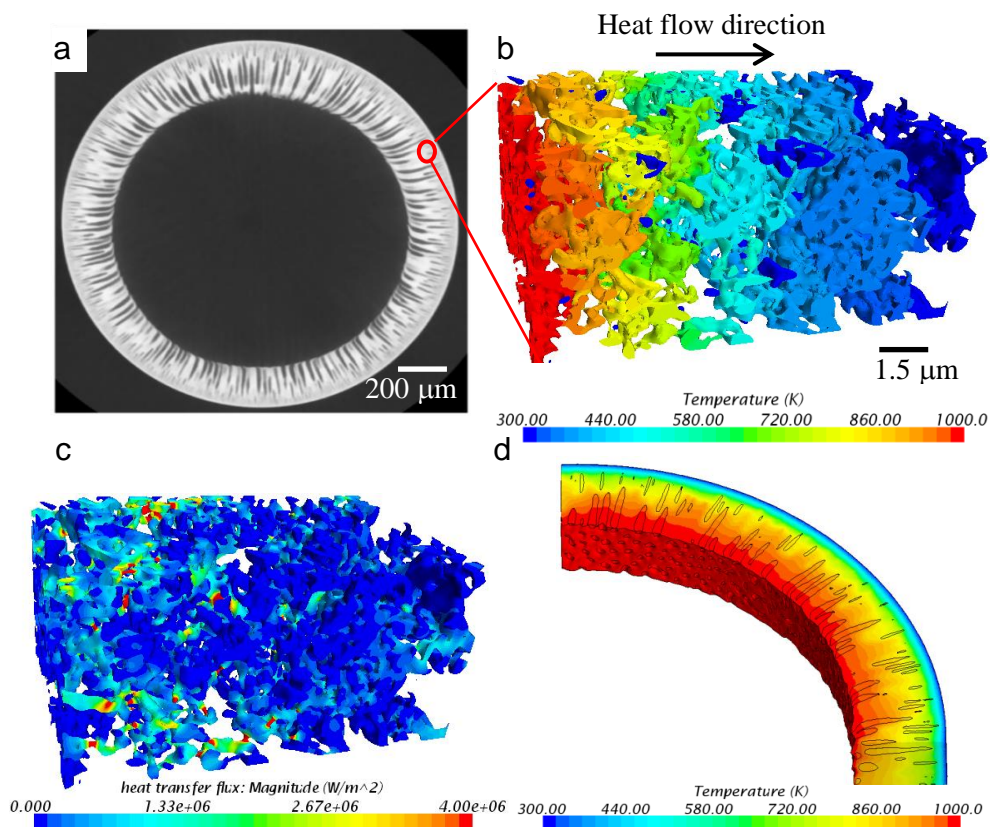 a
200 µm
b
Heat flow direction
1.5 µm
Temperature (K)
300.00 440.00 580.00 720.00 860.00 1000.0
c
heat transfer flux: Magnitude (W/m^2)
0.000 1.33e+06 2.67e+06 4.00e+06
d
Temperature (K)
300.00 440.00 580.00 720.00 860.00 1000.0